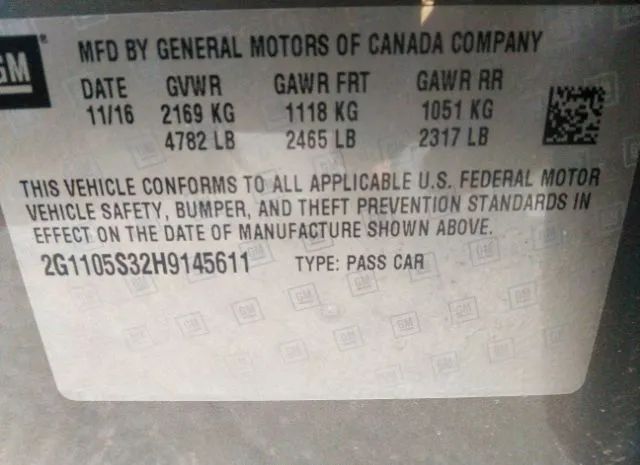 GM
MFD BY GENERAL MOTORS OF CANADA COMPANY
DATE GVWR GAWR FRT GAWR RR
11/16 2169 KG 1118 KG 1051 KG
4782 LB 2465 LB 2317 LB
THIS VEHICLE CONFORMS TO ALL APPLICABLE U.S. FEDERAL MOTOR
VEHICLE SAFETY, BUMPER, AND THEFT PREVENTION STANDARDS IN
EFFECT ON THE DATE OF MANUFACTURE SHOWN ABOVE.
2G1105S32H9145611 TYPE: PASS CAR